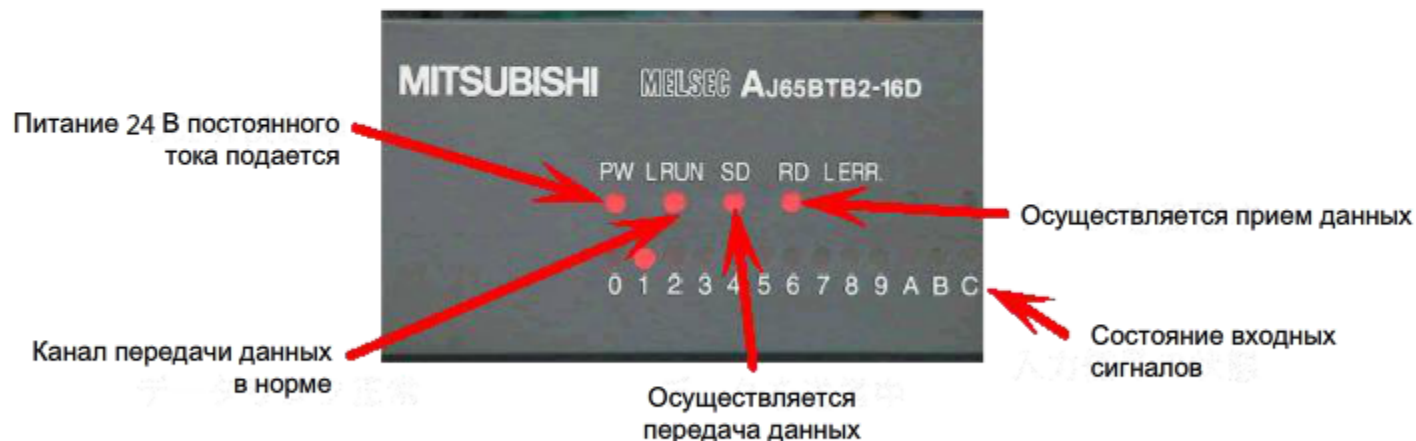 MITSUBISHI MELSEC AJ65BTB2-16D
Питание 24 В постоянного
тока подается
PW L RUN SD RD L ERR.
Осуществляется прием данных
0 1 2 3 4 5 6 7 8 9 A B C
Канал передачи данных
в норме
Состояние входных
сигналов
Осуществляется
передача данных